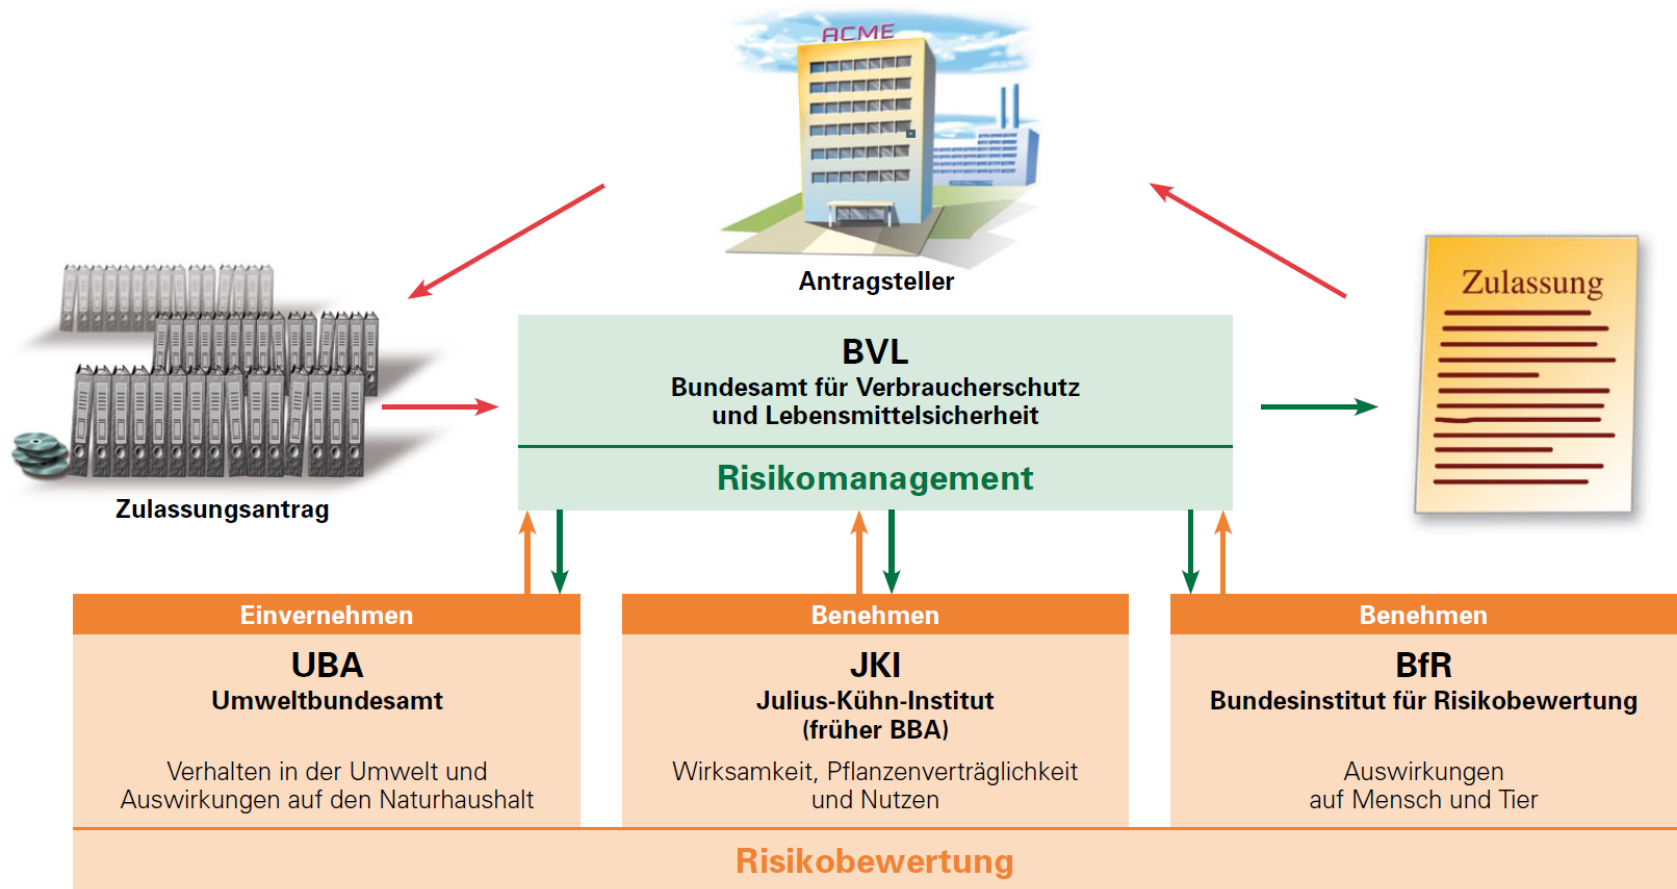 ACME
Antragsteller
Zulassung
Zulassungsantrag
BVL
Bundesamt für Verbraucherschutz
und Lebensmittelsicherheit
Risikomanagement
Einvernehmen
UBA
Umweltbundesamt
Verhalten in der Umwelt und
Auswirkungen auf den Naturhaushalt
Benehmen
JKI
Julius-Kühn-Institut
(früher BBA)
Wirksamkeit, Pflanzenverträglichkeit
und Nutzen
Benehmen
BfR
Bundesinstitut für Risikobewertung
Auswirkungen
auf Mensch und Tier
Risikobewertung